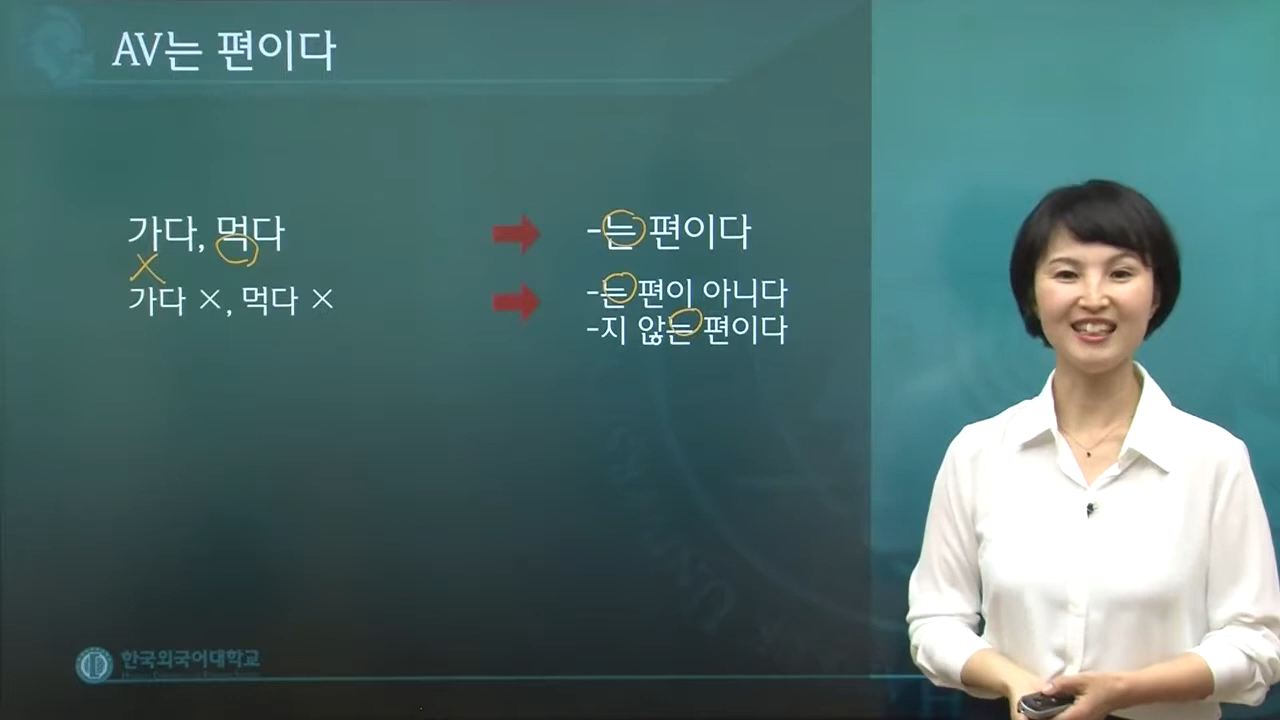 AV는 편이다
가다, 먹다
-는 편이다
가다 ×, 먹다 ×
-는 편이 아니다
-지 않는 편이다
한국외국어대학교